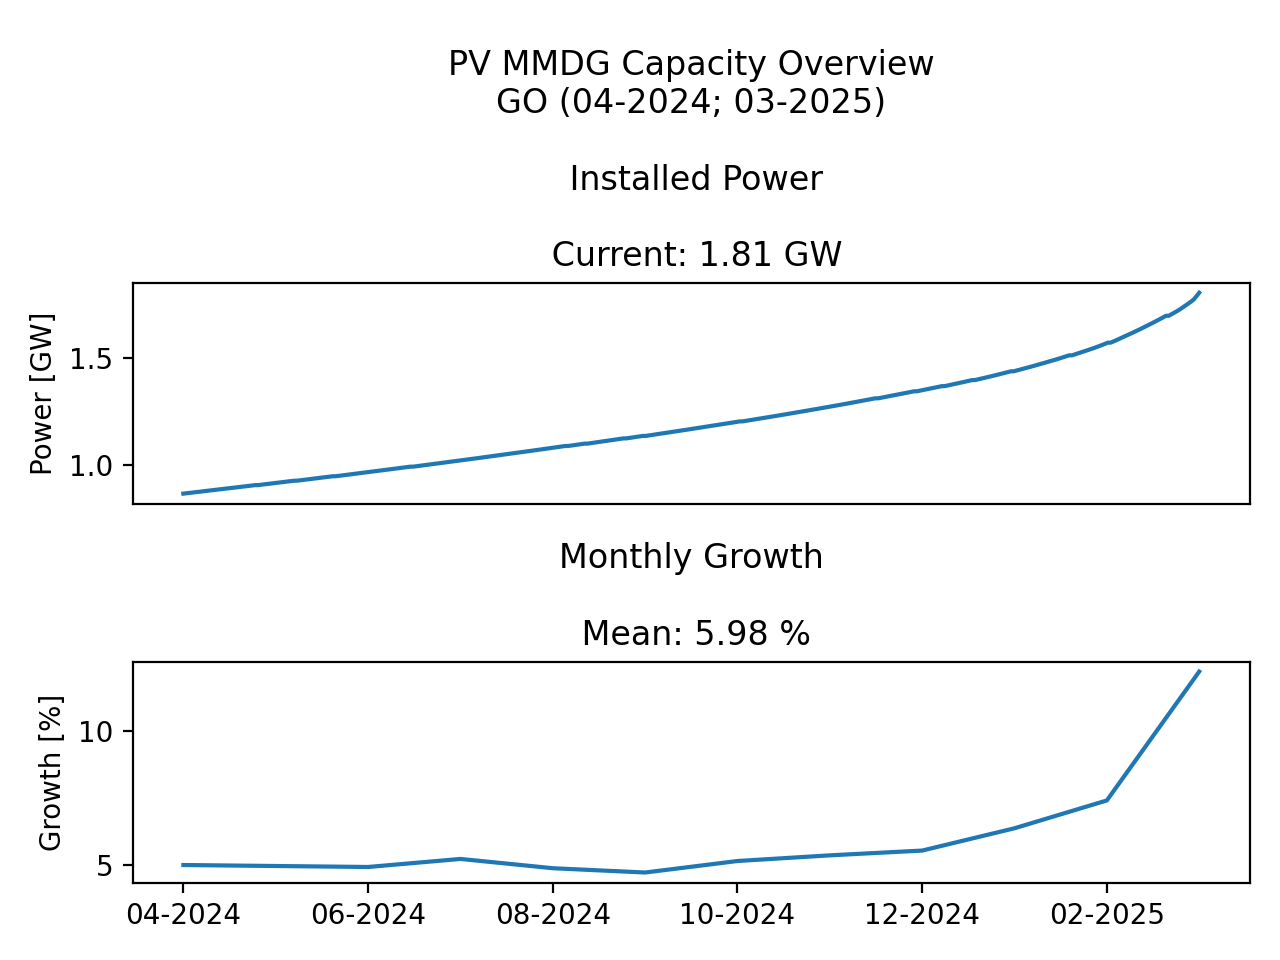 PV MMDG Capacity Overview
GO (04-2024; 03-2025)
Installed Power
Current: 1.81 GW
Power [GW]
1.5
1.0
Monthly Growth
Mean: 5.98 %
Growth [%]
10
5
04-2024 06-2024 08-2024 10-2024 12-2024 02-2025